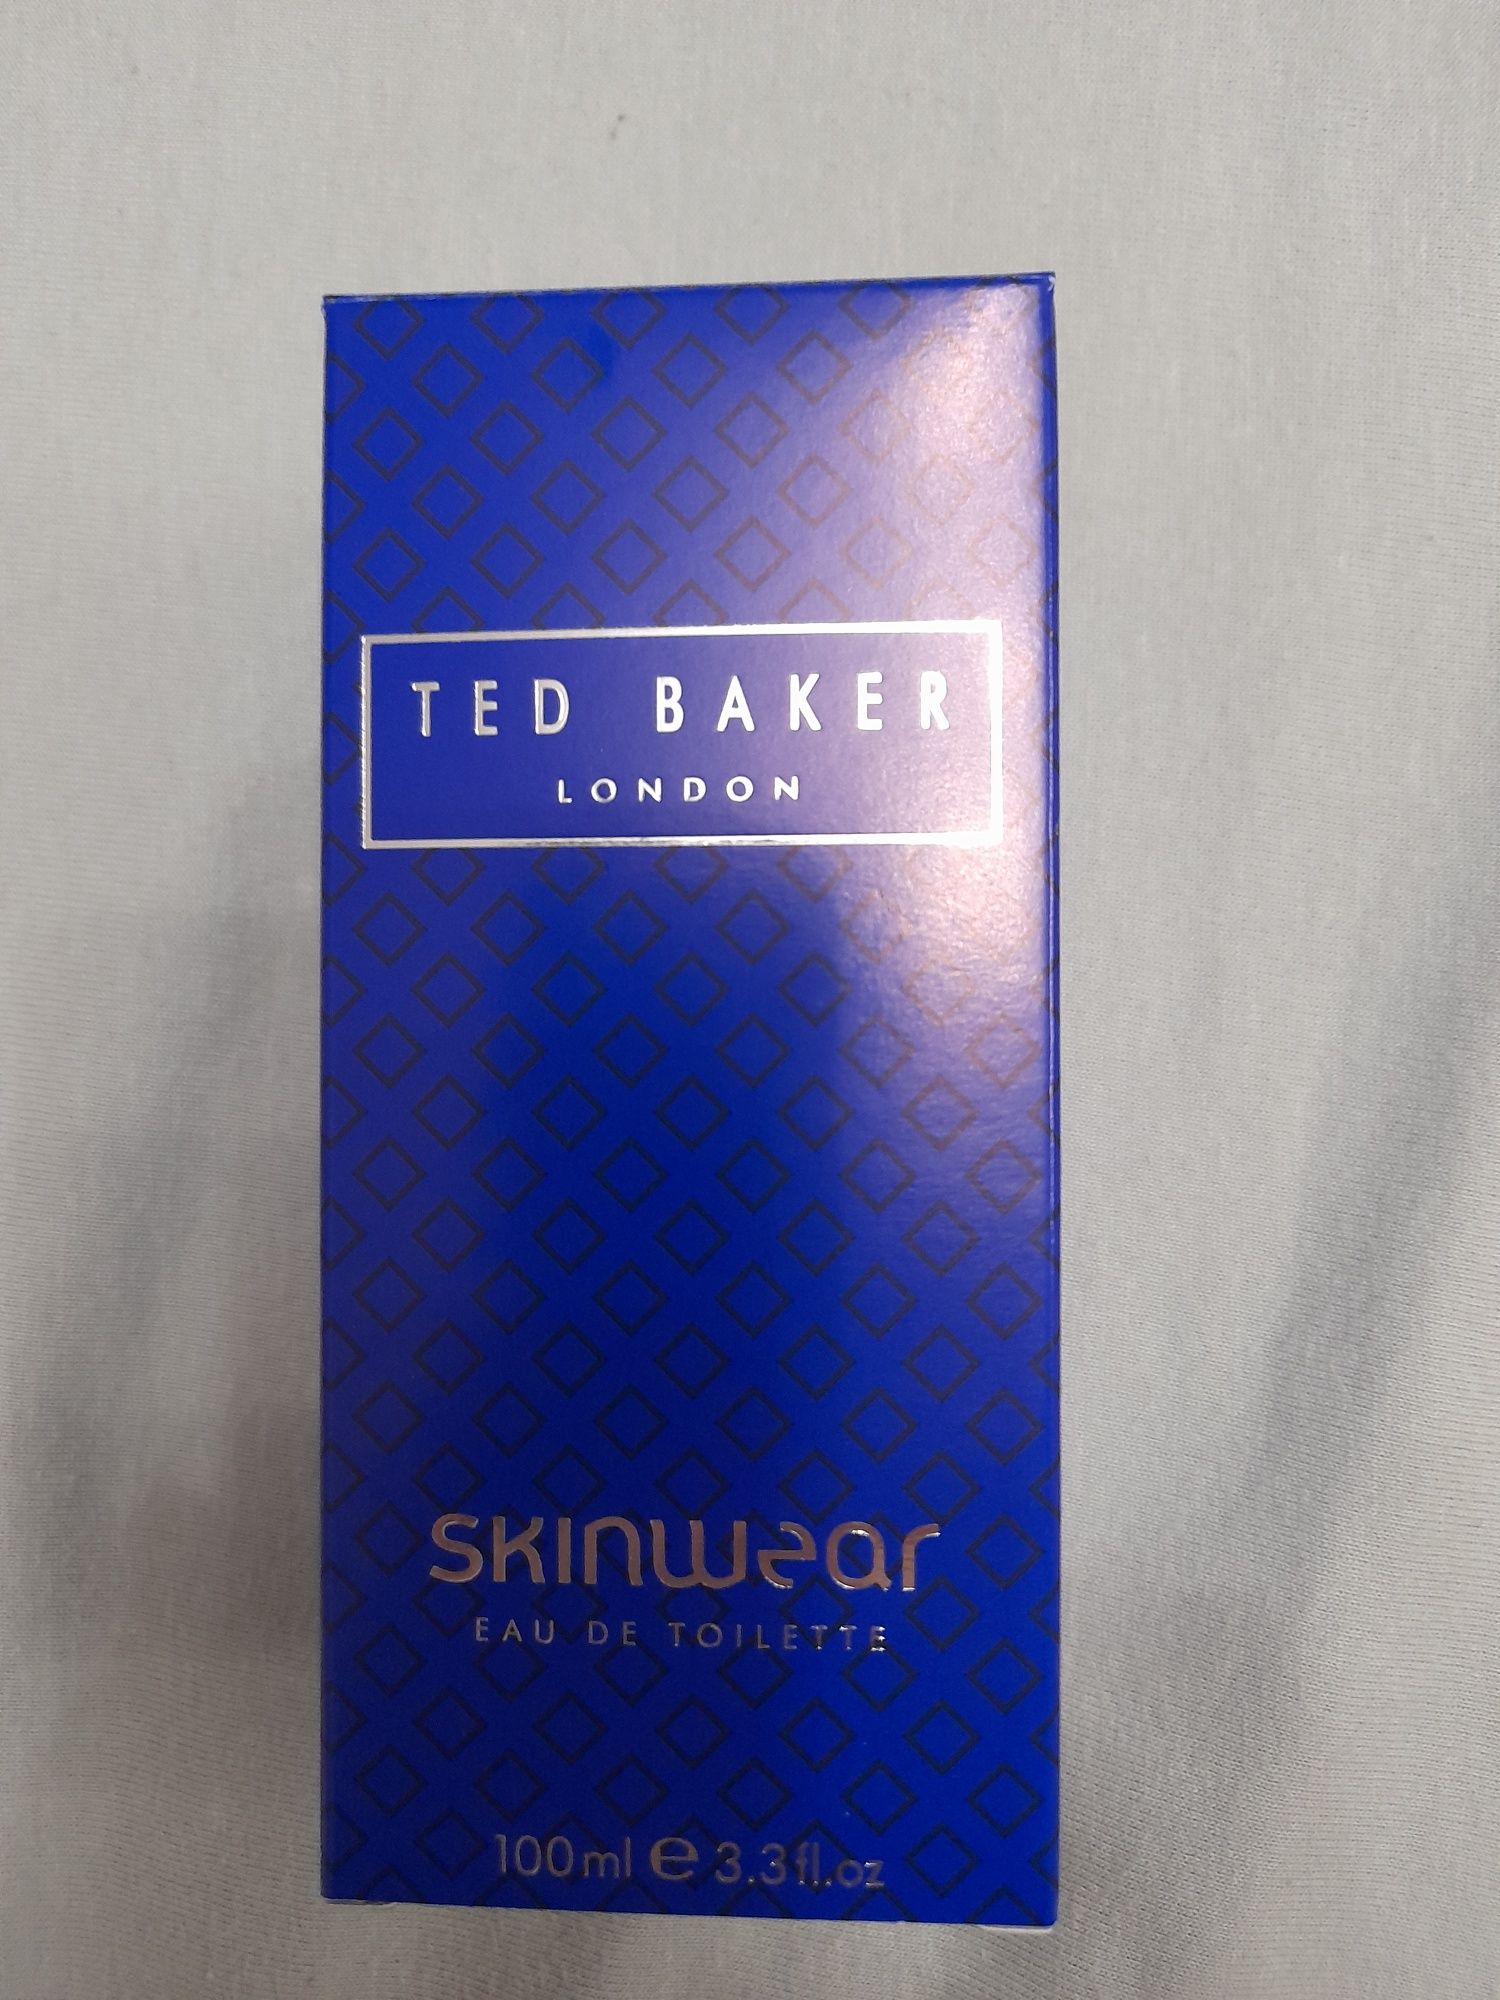 TED BAKER
LONDON
SKINWEAR
EAU DE TOILETTE
100ml ℮ 3.3fl.oz